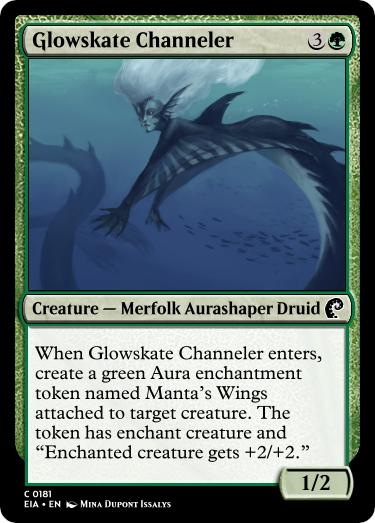 Glowskate Channeler 3
Creature — Merfolk Aurashaper Druid
When Glowskate Channeler enters,
create a green Aura enchantment
token named Manta's Wings
attached to target creature. The
token has enchant creature and
“Enchanted creature gets +2/+2.”
1/2
C 0181
EIA • EN Mina Dupont Issalys